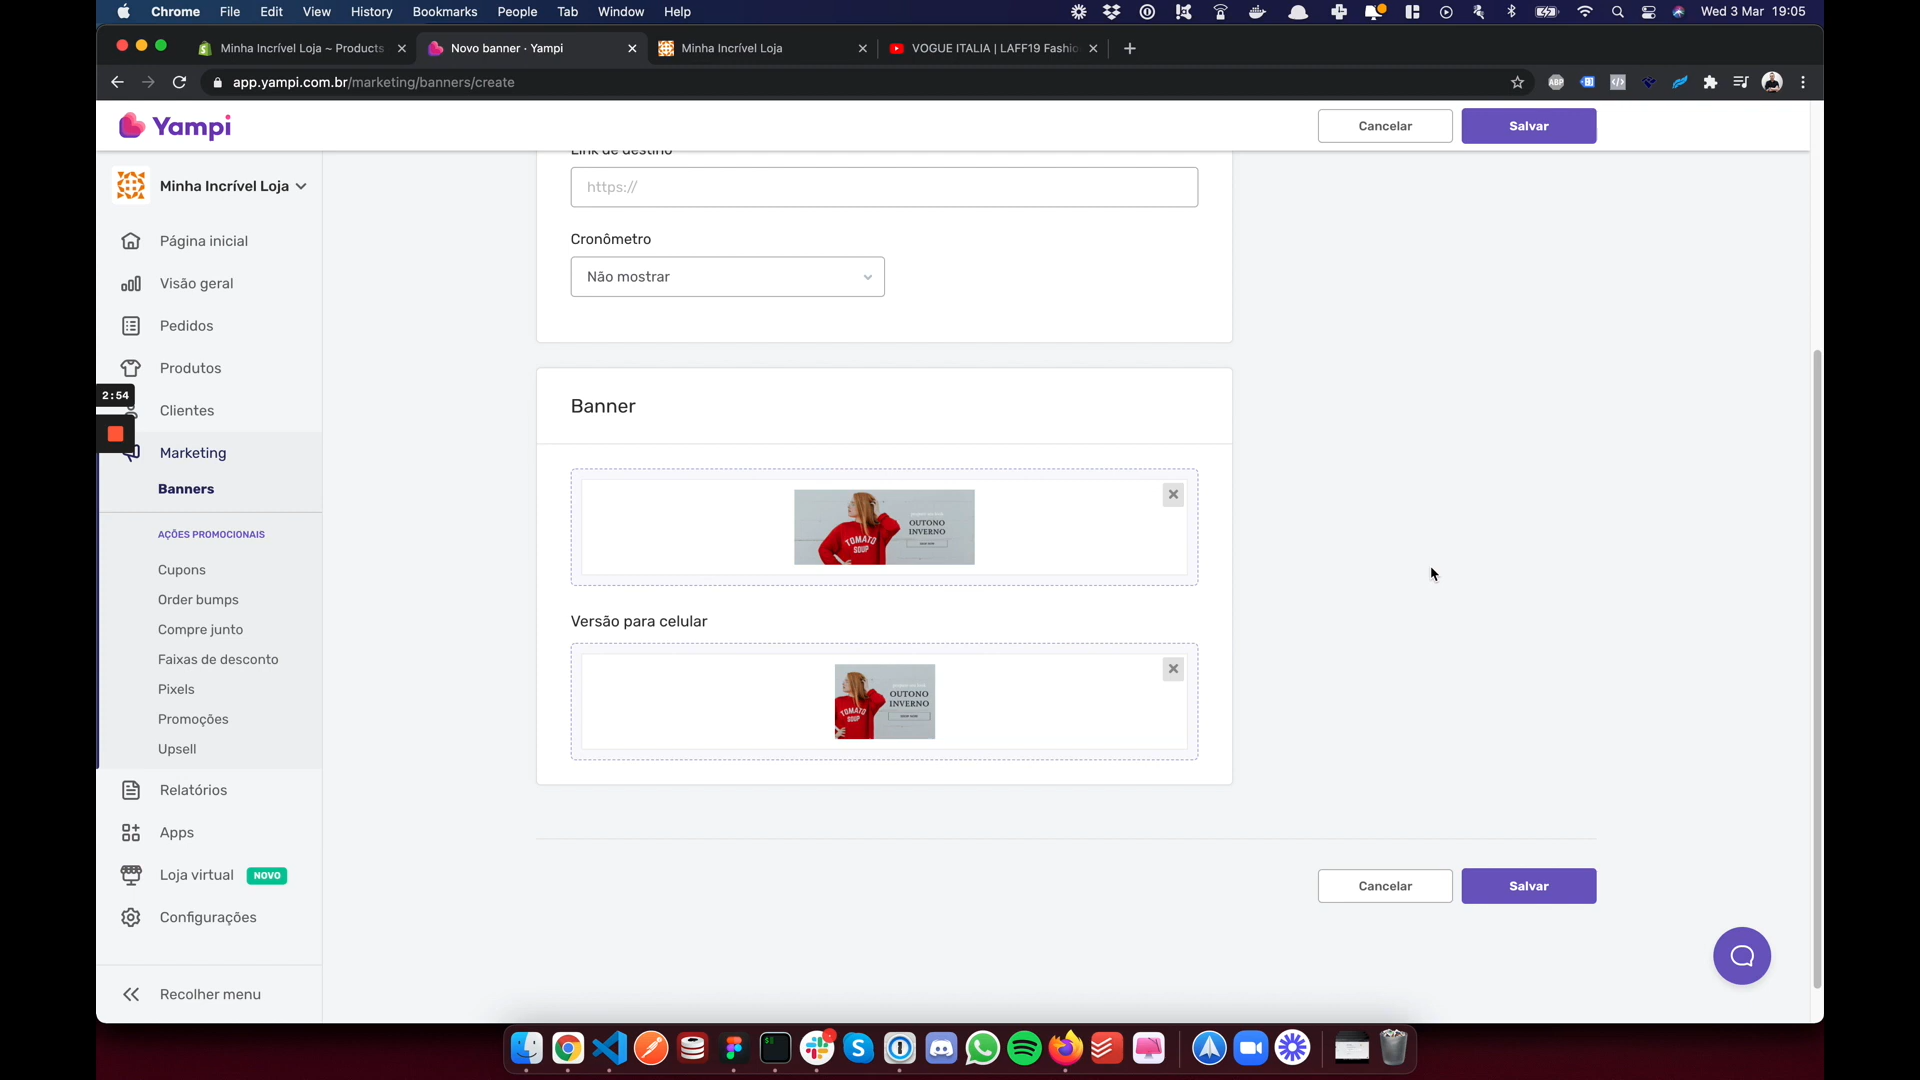 Chrome File Edit View History Bookmarks People Tab Window Help Wed 3 Mar 19:05
Minha Incrível Loja ~ Products
Novo banner · Yampi
Minha Incrível Loja
VOGUE ITALIA | LAFF19 Fashio
app.yampi.com.br/marketing/banners/create
Yampi
Cancelar
Salvar
Minha Incrível Loja
Página inicial
Visão geral
Pedidos
Produtos
2:54
Clientes
Marketing
Banners
AÇÕES PROMOCIONAIS
Cupons
Order bumps
Compre junto
Faixas de desconto
Pixels
Promoções
Upsell
Relatórios
Apps
Loja virtual NOVO
Configurações
Recolher menu
Link de destino
https://
Cronômetro
Não mostrar
Banner
TOMATO
SOUP
OUTONO
INVERNO
Versão para celular
TOMATO
SOUP
OUTONO
INVERNO
Cancelar
Salvar